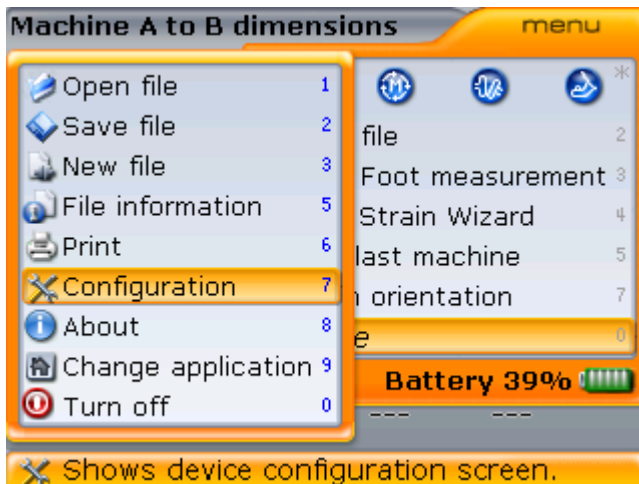 Machine A to B dimensions
menu
Open file 1
Save file 2
New file 3
File information 5
Print 6
Configuration 7
About 8
Change application 9
Turn off 0
*
file 2
Foot measurement 3
Strain Wizard 4
last machine 5
orientation 7
e 0
Battery 39%
--- ---
Shows device configuration screen.